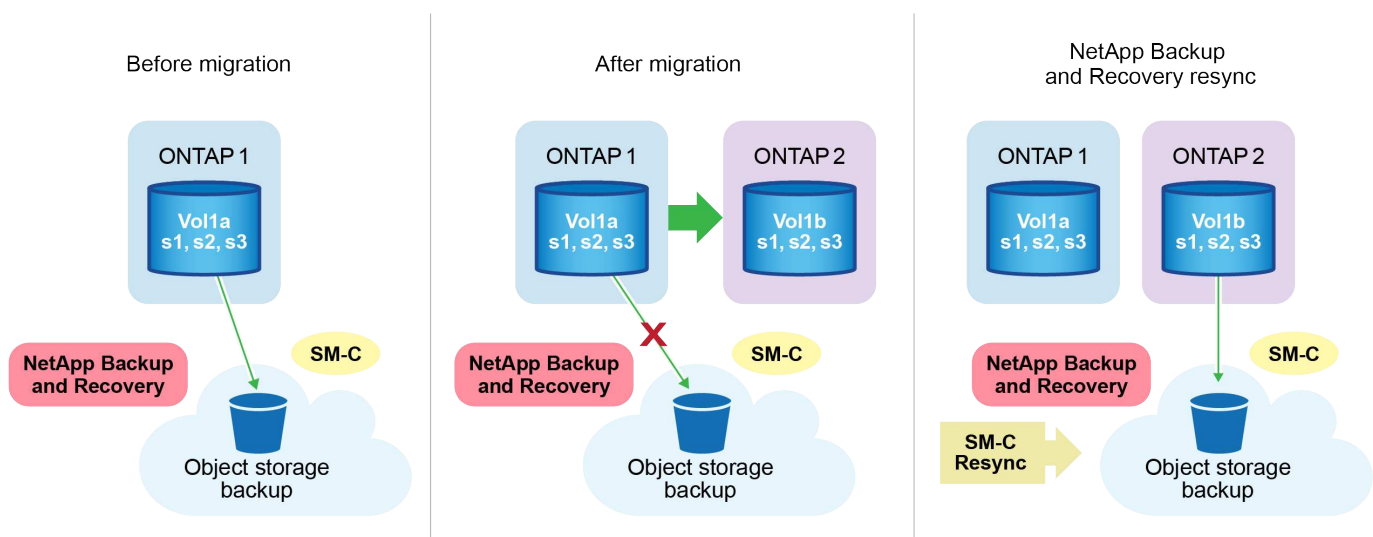 Before migration
ONTAP 1
Vol1a
s1, s2, s3
SM-C
NetApp Backup
and Recovery
Object storage
backup
After migration
ONTAP 1
Vol1a
s1, s2, s3
ONTAP 2
Vol1b
s1, s2, s3
X
SM-C
NetApp Backup
and Recovery
Object storage
backup
NetApp Backup
and Recovery resync
ONTAP 1
Vol1a
s1, s2, s3
ONTAP 2
Vol1b
s1, s2, s3
SM-C
NetApp Backup
and Recovery
SM-C
Resync
Object storage
backup